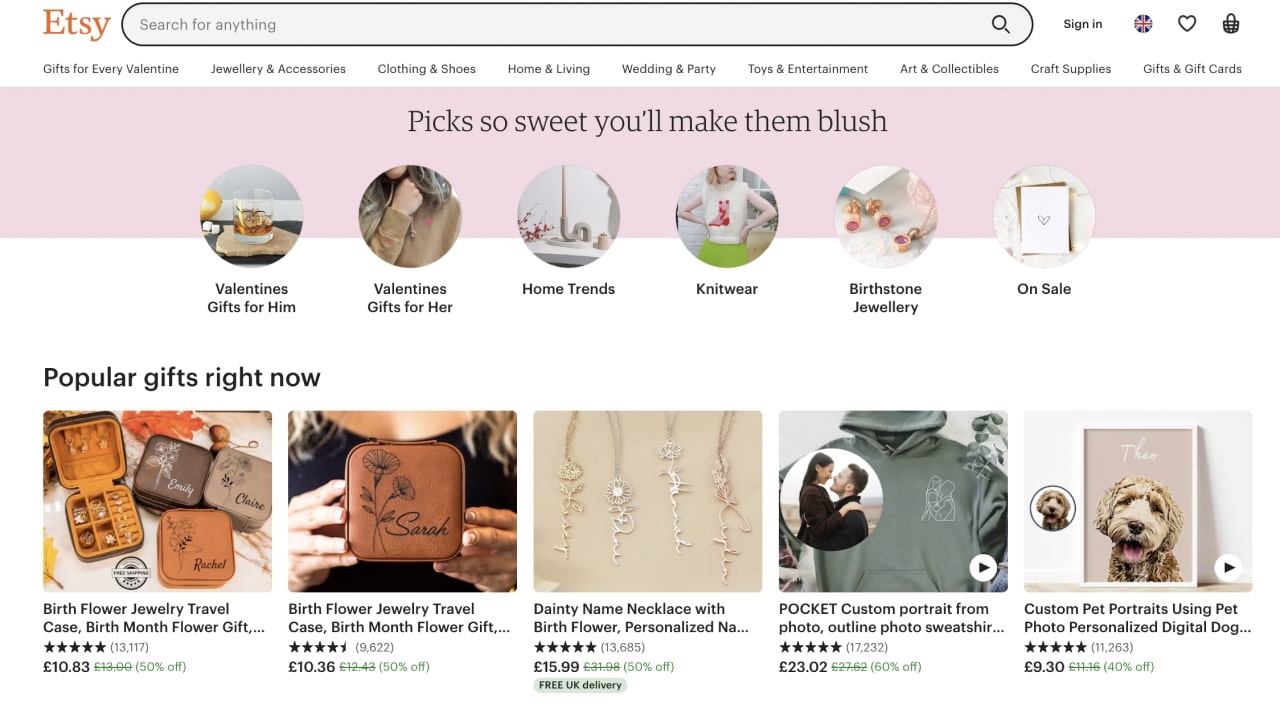 Etsy
Search for anything
Sign in
Gifts for Every Valentine
Jewellery & Accessories
Clothing & Shoes
Home & Living
Wedding & Party
Toys & Entertainment
Art & Collectibles
Craft Supplies
Gifts & Gift Cards
Picks so sweet you'll make them blush
Valentines
Gifts for Him
Valentines
Gifts for Her
Home Trends
Knitwear
Birthstone
Jewellery
On Sale
Popular gifts right now
Emily
Claire
Rachel
FREE SHIPPING
Birth Flower Jewelry Travel
Case, Birth Month Flower Gift,...
(13,117)
£10.83 £13.00 (50% off)
Sarah
Birth Flower Jewelry Travel
Case, Birth Month Flower Gift,...
(9,622)
£10.36 £12.43 (50% off)
Hannah
Dainty Name Necklace with
Birth Flower, Personalized Na...
(13,685)
£15.99 £31.98 (50% off)
FREE UK delivery
POCKET Custom portrait from
photo, outline photo sweatshir...
(17,232)
£23.02 £27.62 (60% off)
Theo
Custom Pet Portraits Using Pet
Photo Personalized Digital Dog...
(11,263)
£9.30 £11.16 (40% off)